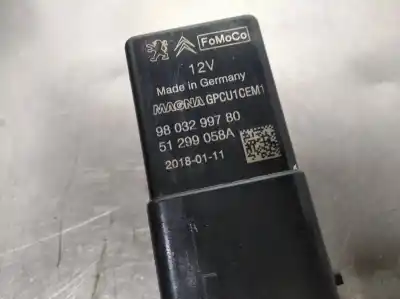 FoMoCo
12V
Made in Germany
MAGNA GPCU1CEM1
98 032 997 80
51 299 058A
2018-01-11